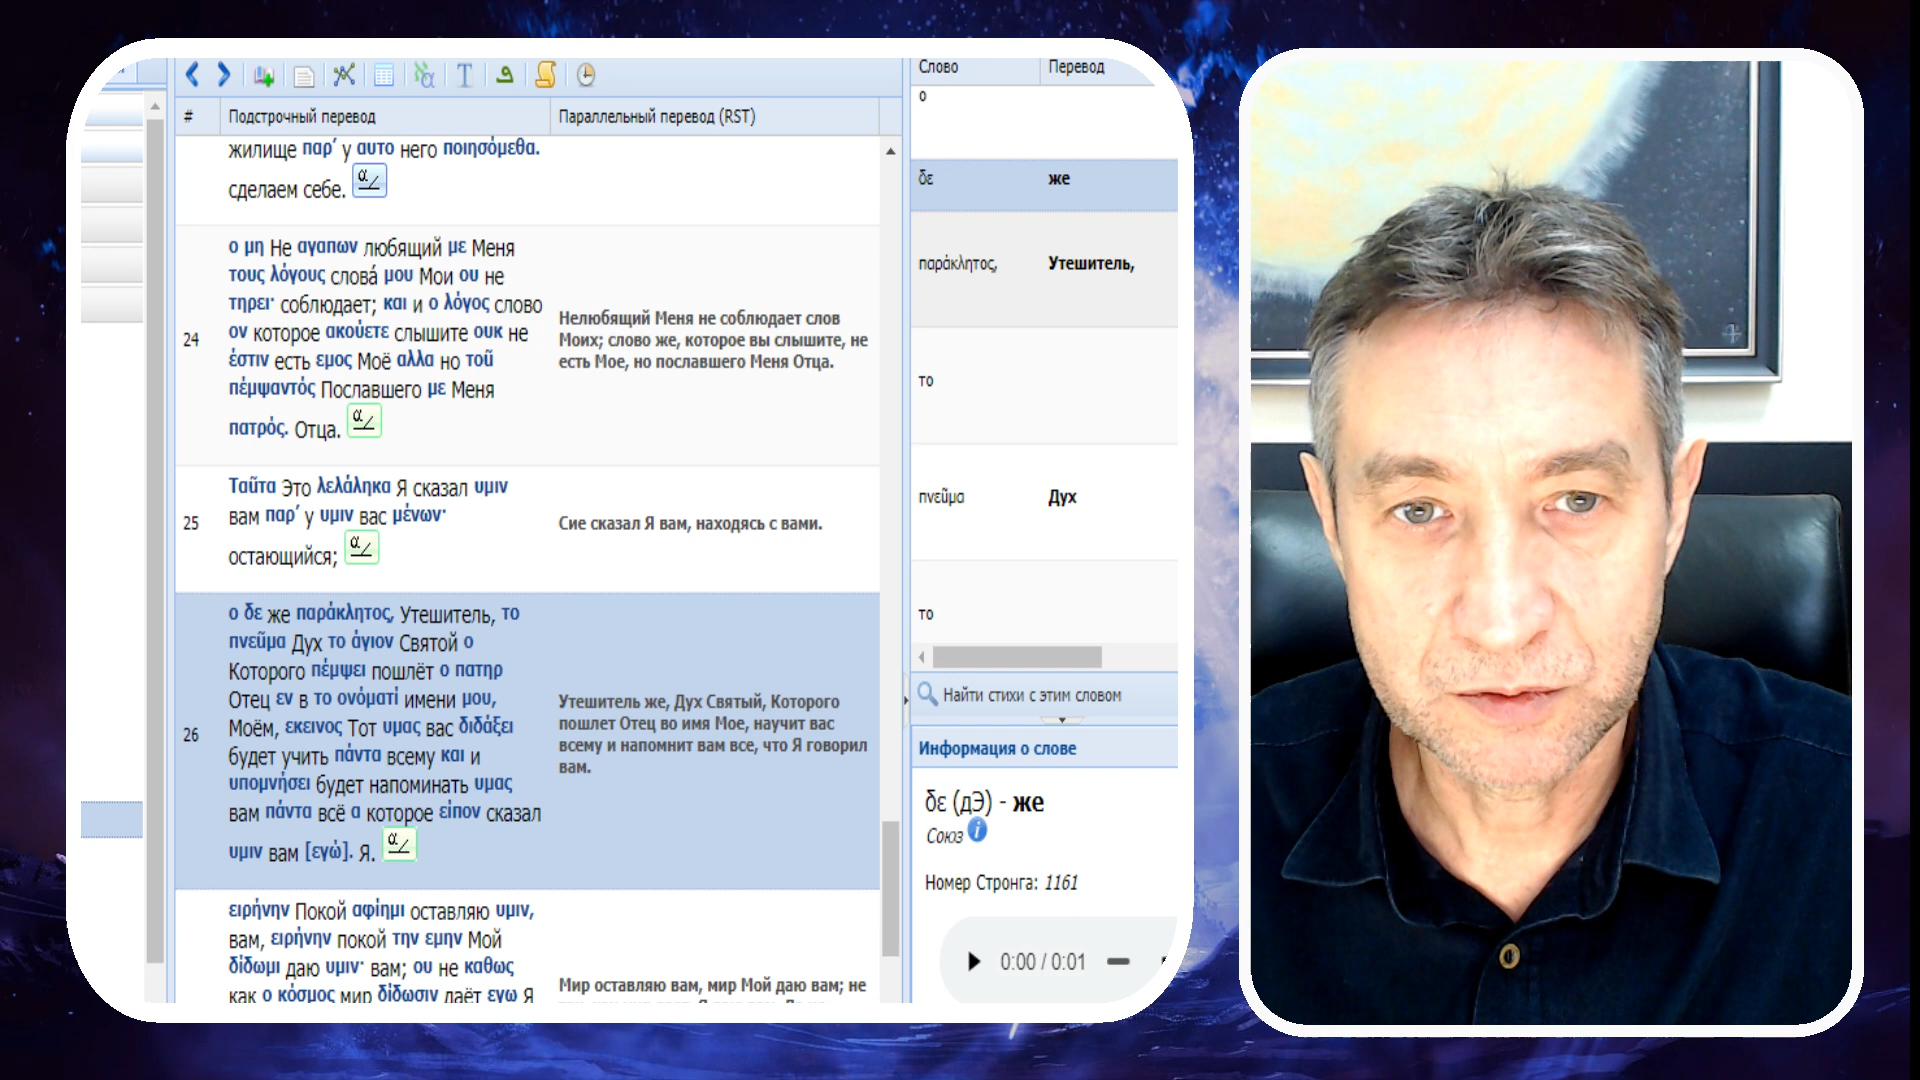 #
Подстрочный перевод
Параллельный перевод (RST)
жилище παρ’ у αυτο него ποιησόμεθα.
сделаем себе.
24
ο μη Не αγαπων любящий με Меня
τους λόγους словá μου Мои ου не
τηρει· соблюдает; και и ο λόγος слово
ον которое ακούετε слышите ουκ не
έστιν есть εμος Моё αλλα но τοῦ
πέμψαντός Пославшего με Меня
πατρός. Отца.
Нелюбящий Меня не соблюдает слов
Моих; слово же, которое вы слышите, не
есть Мое, но пославшего Меня Отца.
25
Ταῦτα Это λελάληκα Я сказал υμιν
вам παρ’ у υμιν вас μένων·
остающийся;
Сие сказал Я вам, находясь с вами.
26
ο δε же παράκλητος, Утешитель, το
πνεῦμα Дух το άγιον Святой ο
Которого πέμψει пошлёт ο πατηρ
Отец εν в το ονόματί имени μου,
Моём, εκεινος Тот υμας вас διδάξει
будет учить πάντα всему και и
υπομνήσει будет напоминать υμας
вам πάντα всё α которое είπον сказал
υμιν вам [εγώ]. Я.
Утешитель же, Дух Святый, Которого
пошлет Отец во имя Мое, научит вас
всему и напомнит вам все, что Я говорил
вам.
ειρήνην Покой αφίημι оставляю υμιν,
вам, ειρήνην покой την εμην Мой
δίδωμι даю υμιν· вам; ου не καθως
как ο κόσμος мир δίδωσιν даёт εγω Я
Мир оставляю вам, мир Мой даю вам; не
Слово
Перевод
ο
δε
же
παράκλητος,
Утешитель,
το
πνεῦμα
Дух
το
Найти стихи с этим словом
Информация о слове
δε (дЭ) - же
Союз
Номер Стронга: 1161
0:00 / 0:01